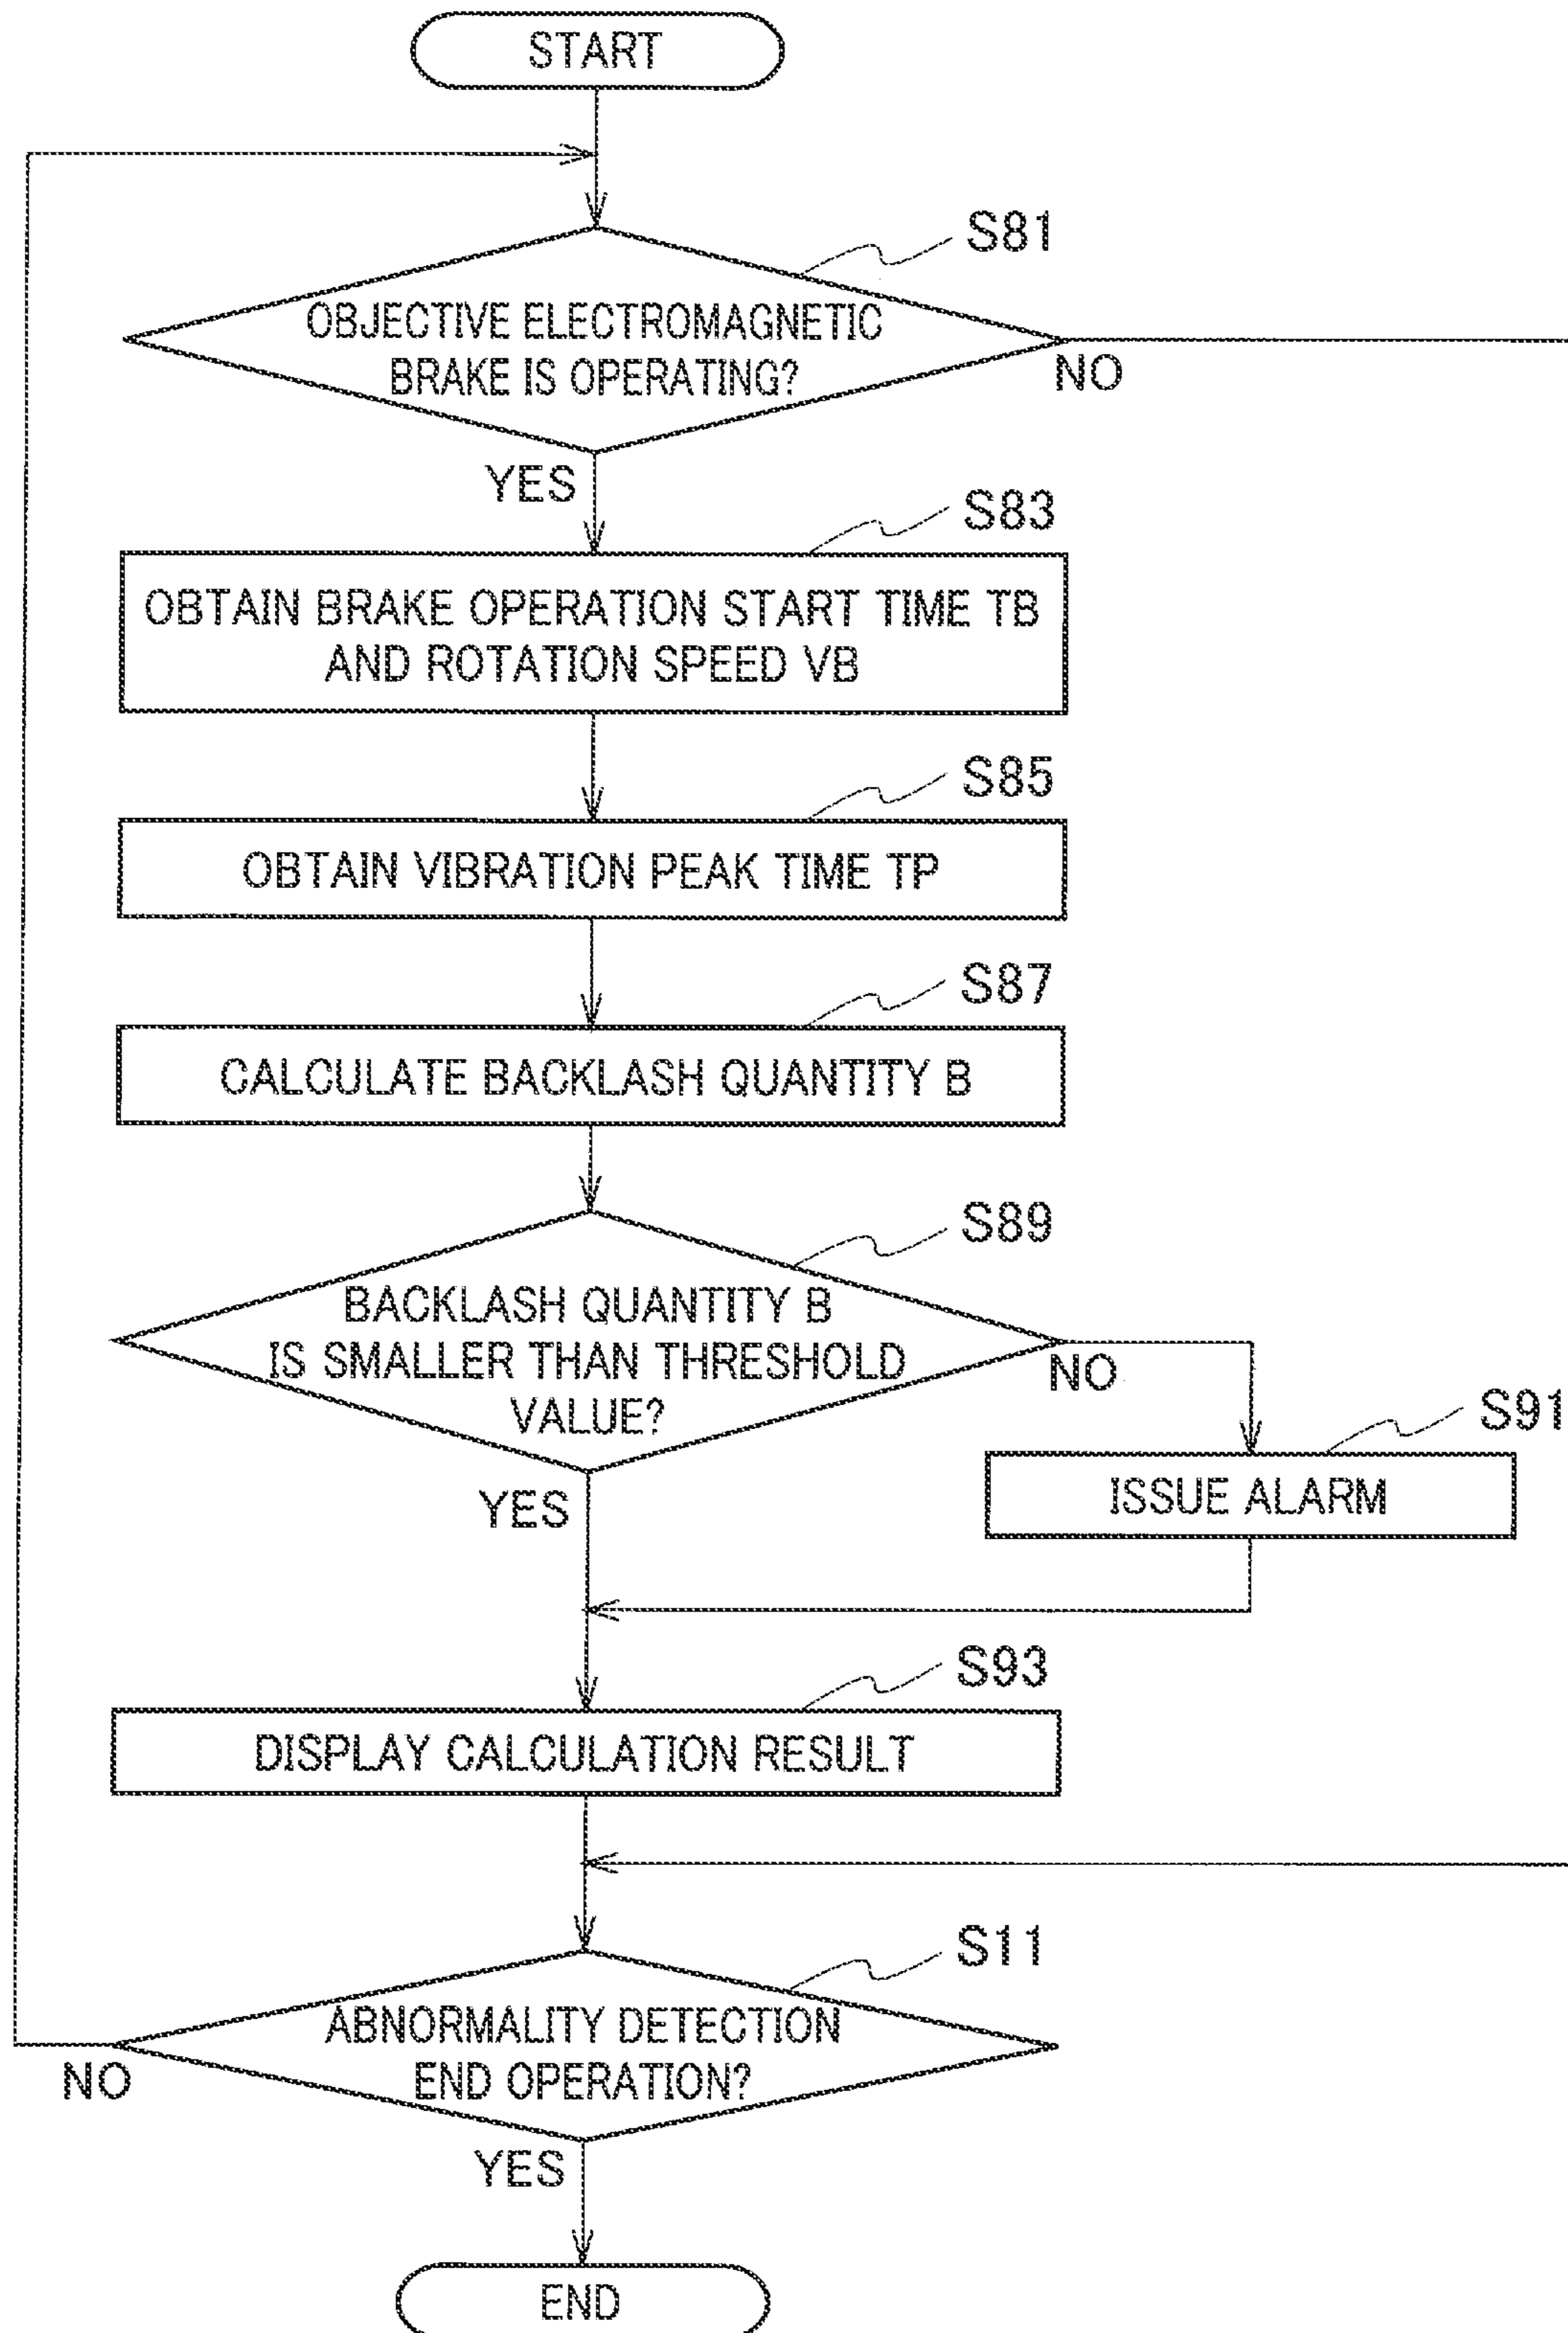 START
S81
OBJECTIVE ELECTROMAGNETIC
BRAKE IS OPERATING?
NO
YES
S83
OBTAIN BRAKE OPERATION START TIME TB
AND ROTATION SPEED VB
S85
OBTAIN VIBRATION PEAK TIME TP
S87
CALCULATE BACKLASH QUANTITY B
S89
BACKLASH QUANTITY B
IS SMALLER THAN THRESHOLD
VALUE?
NO
YES
S91
ISSUE ALARM
S93
DISPLAY CALCULATION RESULT
S11
ABNORMALITY DETECTION
END OPERATION?
NO
YES
END